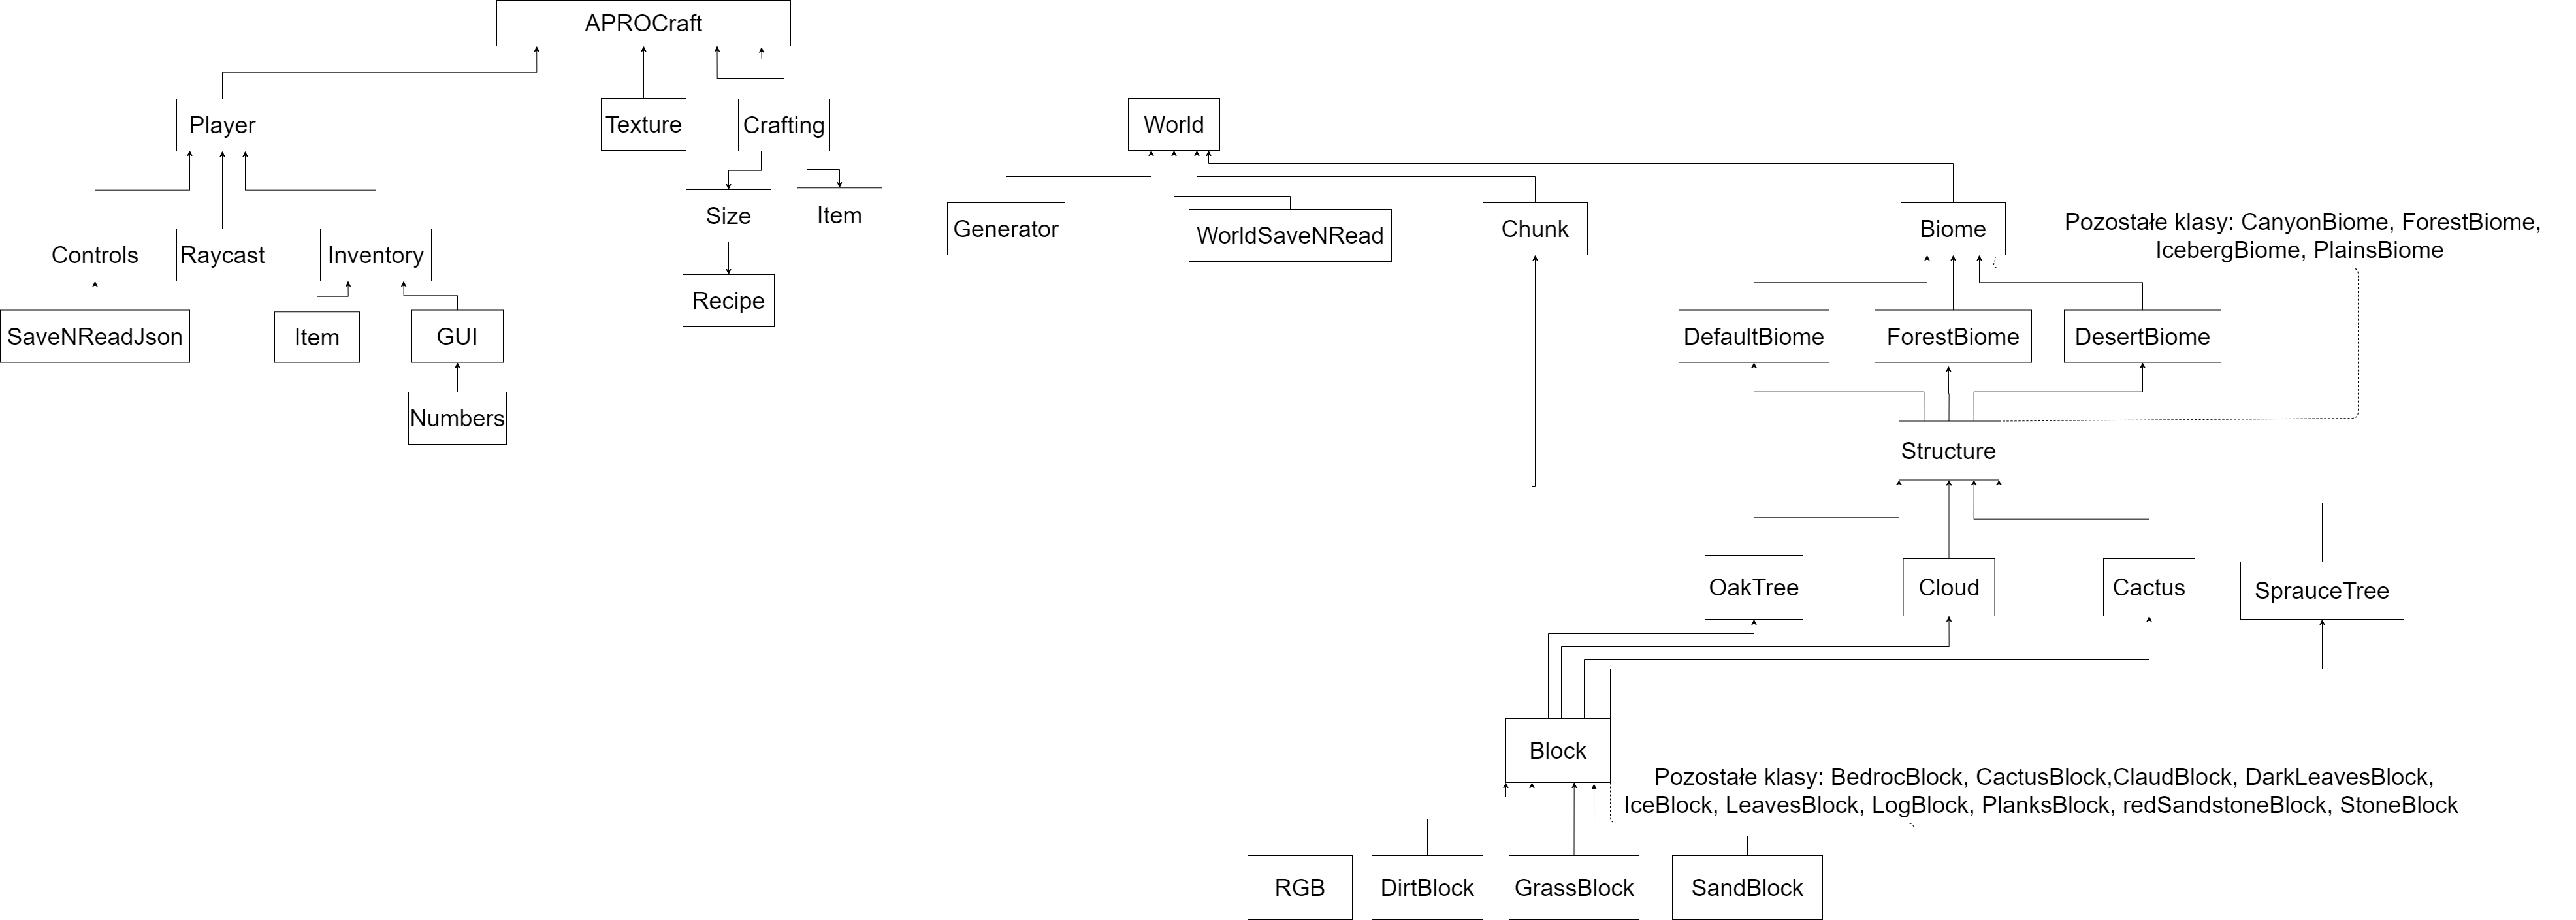 APROCraft
Player
Texture
Crafting
World
Controls
Raycast
Inventory
Size
Item
Generator
WorldSaveNRead
Chunk
Biome
Pozostałe klasy: CanyonBiome, ForestBiome,
IcebergBiome, PlainsBiome
SaveNReadJson
Item
GUI
Recipe
DefaultBiome
ForestBiome
DesertBiome
Numbers
Structure
OakTree
Cloud
Cactus
SprauceTree
Block
Pozostałe klasy: BedrocBlock, CactusBlock,ClaudBlock, DarkLeavesBlock,
IceBlock, LeavesBlock, LogBlock, PlanksBlock, redSandstoneBlock, StoneBlock
RGB
DirtBlock
GrassBlock
SandBlock